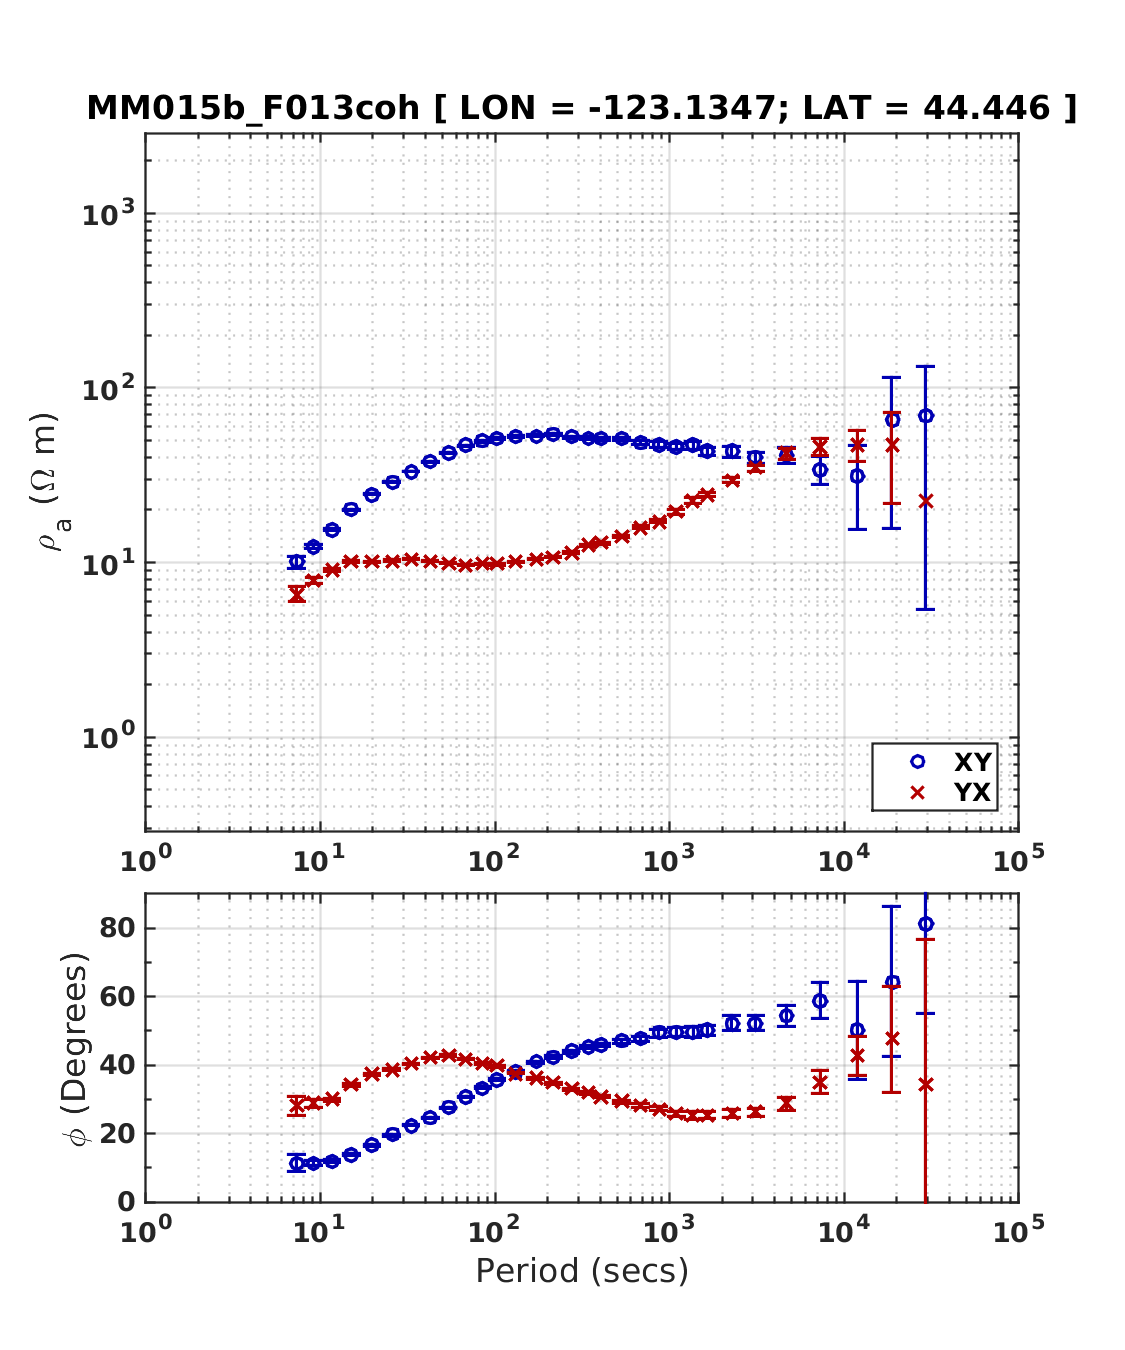 MM015b_F013coh [ LON = -123.1347; LAT = 44.446 ]
10³
10²
10¹
10⁰
ρₐ (Ω m)
XY
YX
10⁰ 10¹ 10² 10³ 10⁴ 10⁵
80
60
40
20
0
ϕ (Degrees)
10⁰ 10¹ 10² 10³ 10⁴ 10⁵
Period (secs)